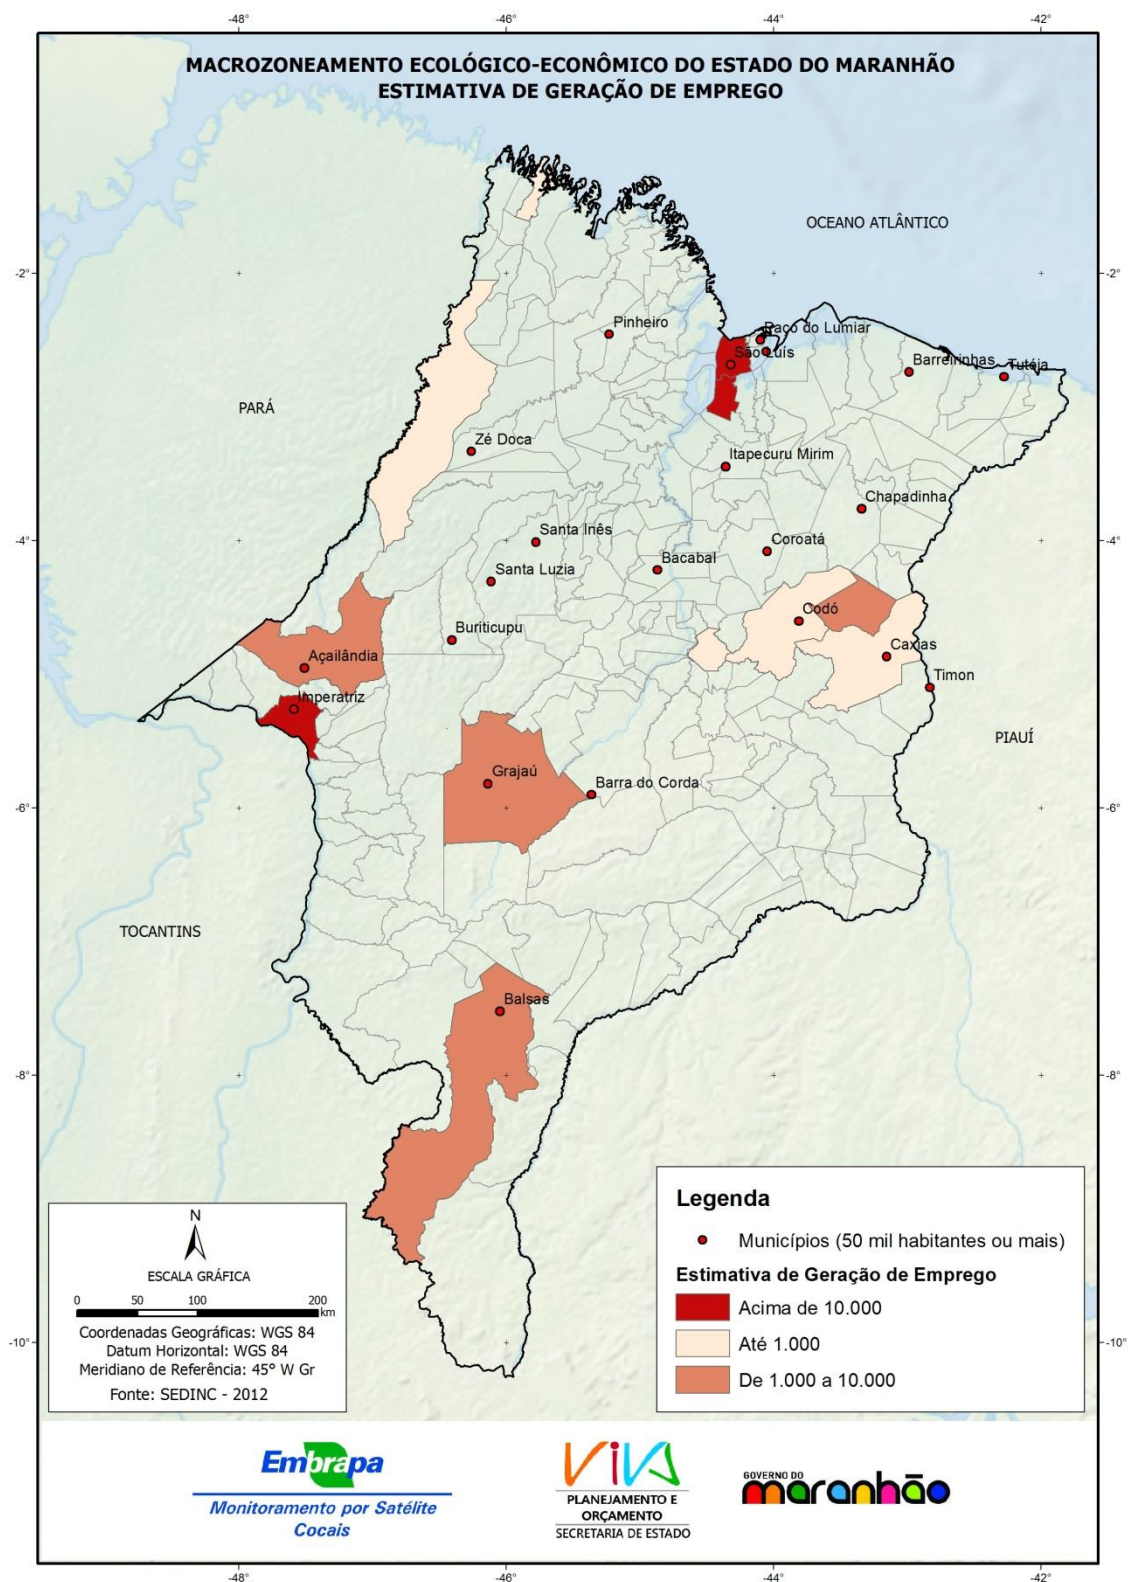 -48°
-46°
-44°
-42°
MACROZONEAMENTO ECOLÓGICO-ECONÔMICO DO ESTADO DO MARANHÃO
ESTIMATIVA DE GERAÇÃO DE EMPREGO
OCEANO ATLÂNTICO
-2°
-2°
Pinheiro
Paço do Lumiar
São Luís
Barreirinhas
Tutóia
PARÁ
Zé Doca
Itapecuru Mirim
Chapadinha
Santa Inês
Coroatá
-4°
-4°
Santa Luzia
Bacabal
Codó
Buriticupu
Caxias
Açailândia
Timon
Imperatriz
PIAUÍ
Grajaú
Barra do Corda
-6°
-6°
TOCANTINS
Balsas
-8°
-8°
N
ESCALA GRÁFICA
0 50 100 200
km
Coordenadas Geográficas: WGS 84
Datum Horizontal: WGS 84
Meridiano de Referência: 45° W Gr
Fonte: SEDINC - 2012
Legenda
Municípios (50 mil habitantes ou mais)
Estimativa de Geração de Emprego
Acima de 10.000
Até 1.000
De 1.000 a 10.000
-10°
-10°
Embrapa
Monitoramento por Satélite
Cocais
VIVA
PLANEJAMENTO E
ORÇAMENTO
SECRETARIA DE ESTADO
GOVERNO DO
maranhão
-48°
-46°
-44°
-42°